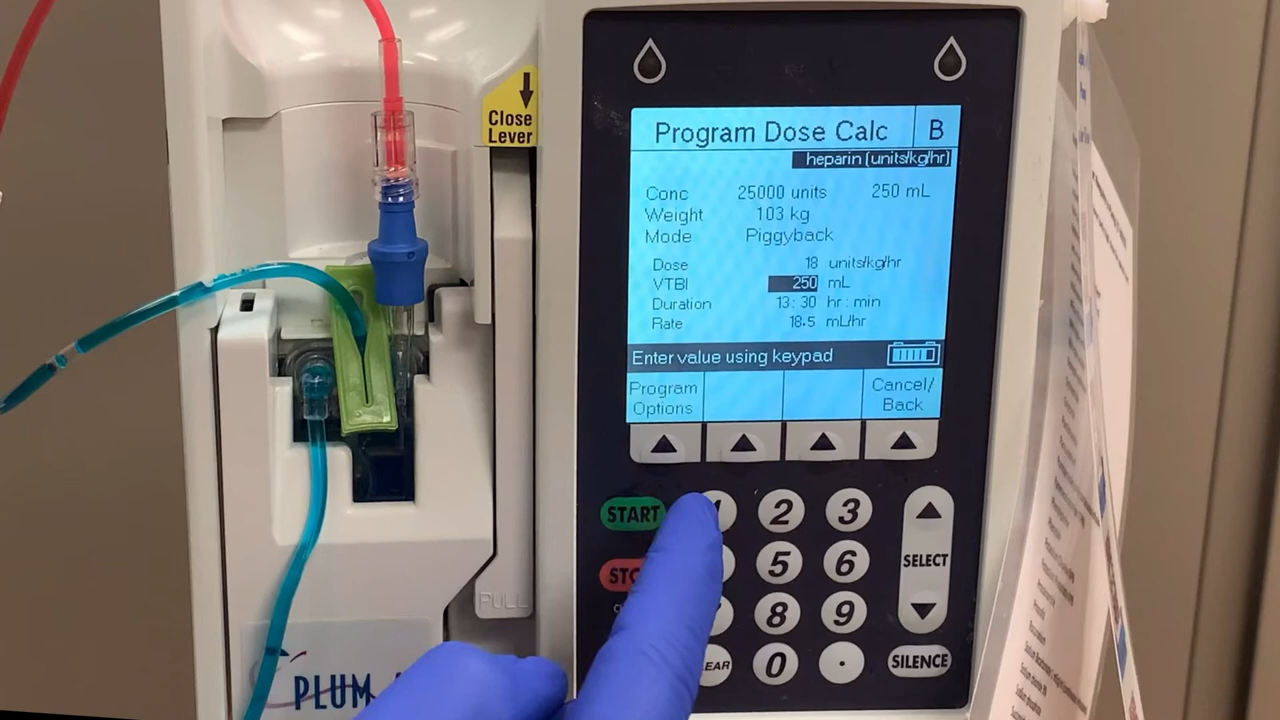 Close
Lever
Program Dose Calc B
heparin (units/kg/hr)
Conc 25000 units 250 mL
Weight 103 kg
Mode Piggyback
Dose 18 units/kg/hr
VTBI 250 mL
Duration 13:30 hr:min
Rate 18.5 mL/hr
Enter value using keypad
Program
Options
Cancel/
Back
START 1 2 3
5 6
SELECT
8 9
0 . SILENCE
PULL
PLUM